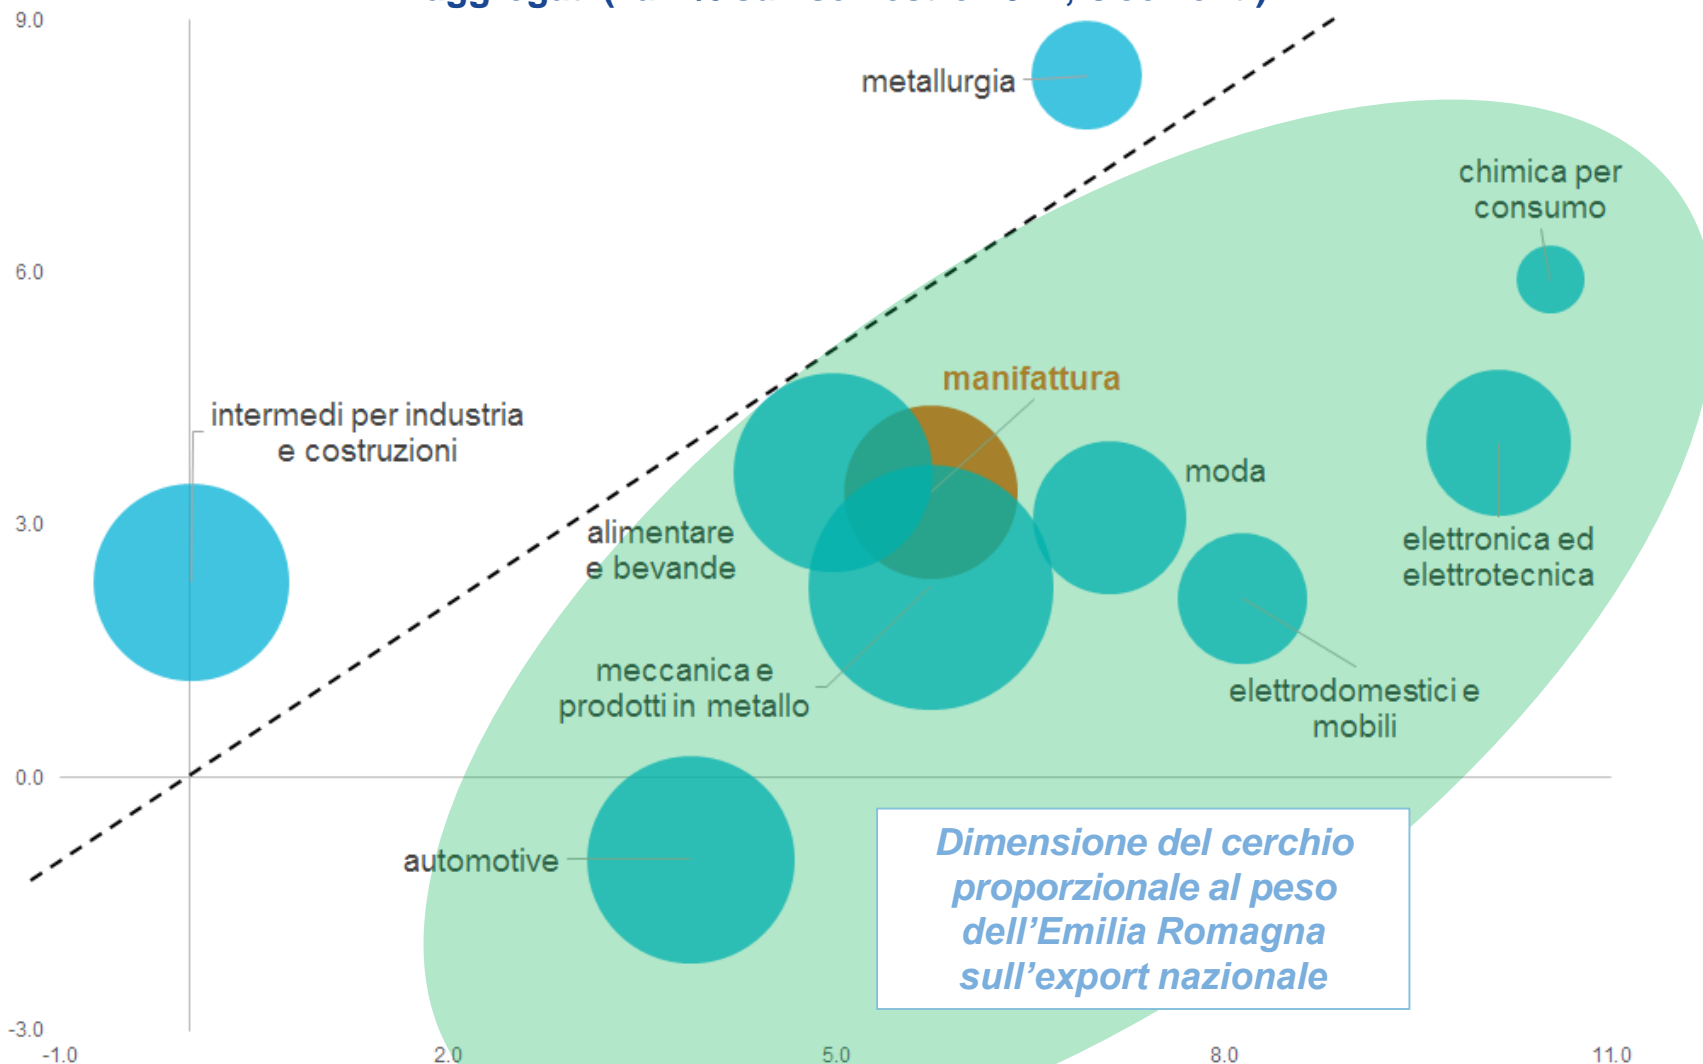 9.0
metallurgia
chimica per
consumo
6.0
manifattura
intermedi per industria
e costruzioni
moda
3.0
alimentare
e bevande
elettronica ed
elettrotecnica
meccanica e
prodotti in metallo
elettrodomestici e
mobili
0.0
automotive
Dimensione del cerchio
proporzionale al peso
dell'Emilia Romagna
sull'export nazionale
-3.0
-1.0 2.0 5.0 8.0 11.0